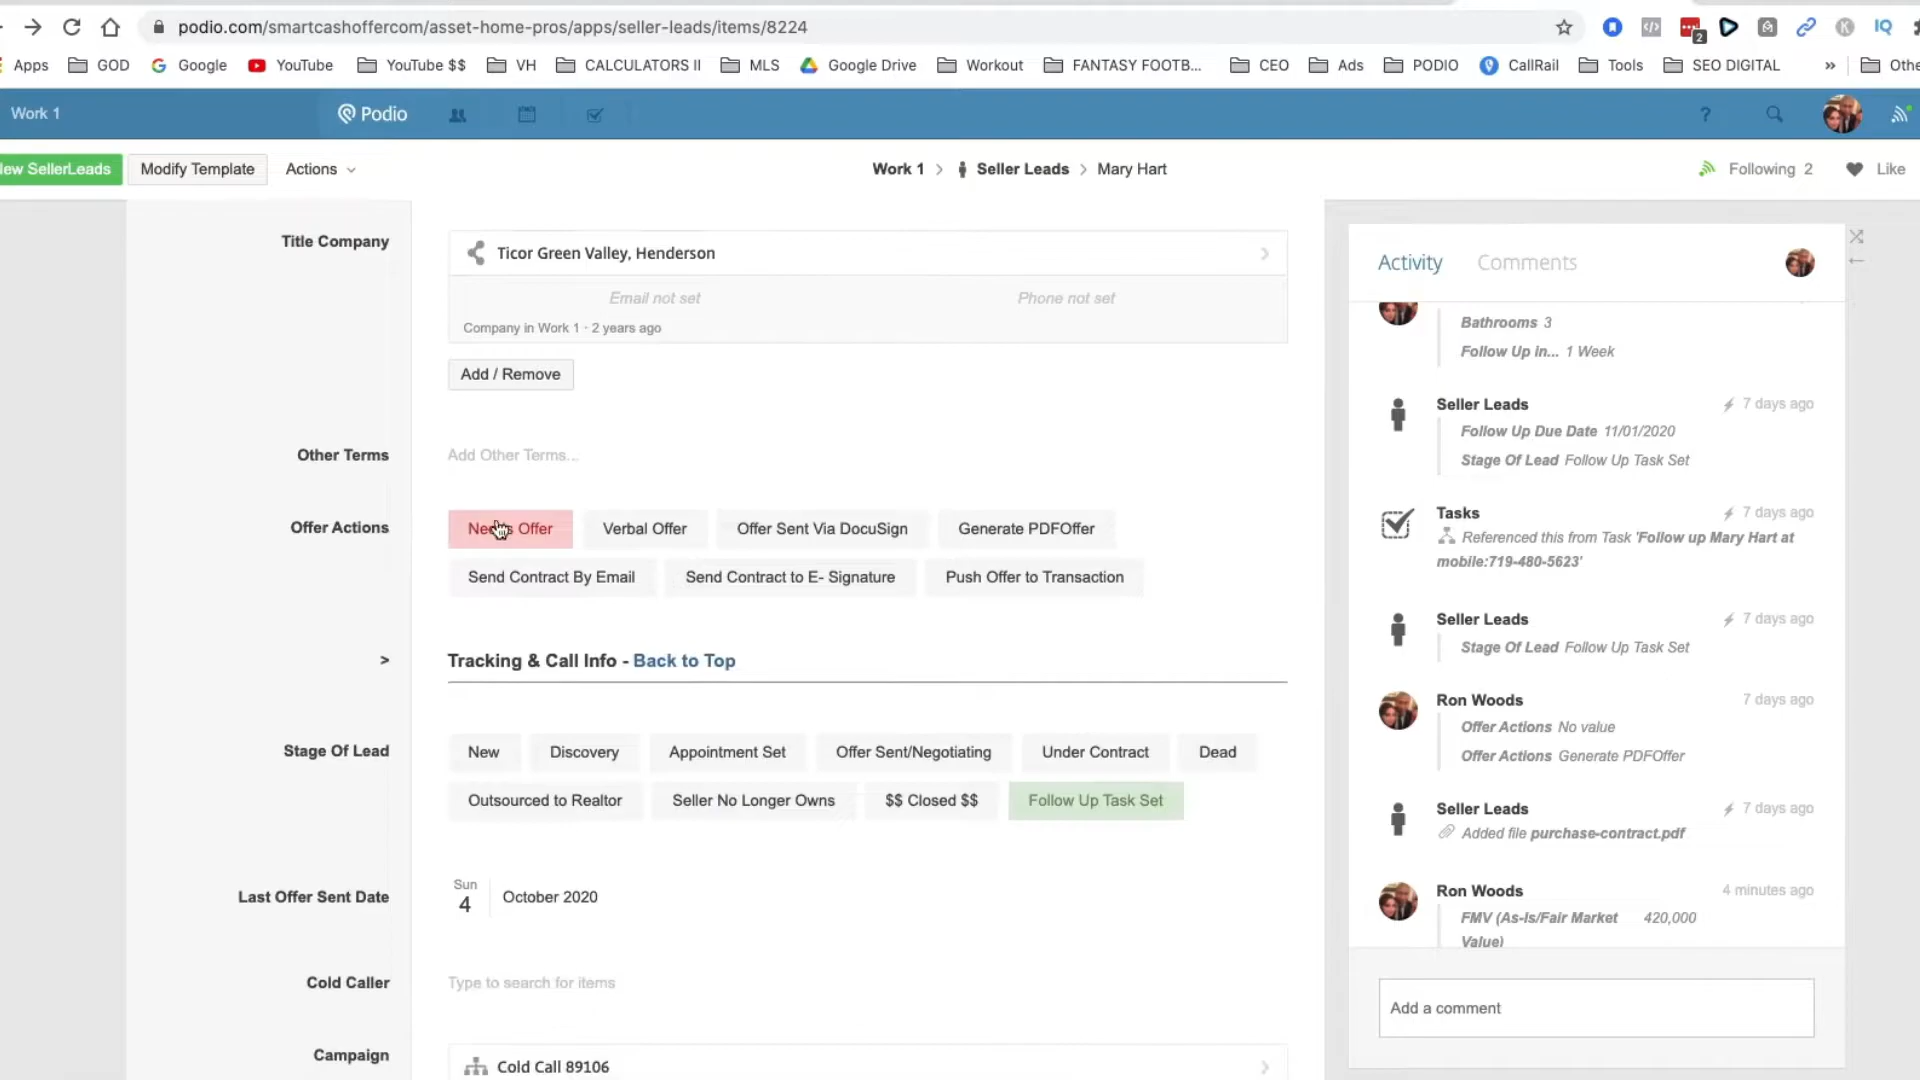 podio.com/smartcashoffercom/asset-home-pros/apps/seller-leads/items/8224
2
IQ
Apps GOD Google YouTube YouTube $$ VH CALCULATORS II MLS Google Drive Workout FANTASY FOOTB... CEO Ads PODIO CallRail Tools SEO DIGITAL » Othe
Work 1 Podio ?
New SellerLeads Modify Template Actions
Work 1 > Seller Leads > Mary Hart
Following 2 Like
Title Company
Ticor Green Valley, Henderson
Email not set Phone not set
Company in Work 1 · 2 years ago
Add / Remove
Other Terms
Add Other Terms...
Offer Actions
Needs Offer Verbal Offer Offer Sent Via DocuSign Generate PDFOffer
Send Contract By Email Send Contract to E- Signature Push Offer to Transaction
> Tracking & Call Info - Back to Top
Stage Of Lead
New Discovery Appointment Set Offer Sent/Negotiating Under Contract Dead
Outsourced to Realtor Seller No Longer Owns $$ Closed $$ Follow Up Task Set
Last Offer Sent Date
Sun
4 October 2020
Cold Caller
Type to search for items
Campaign
Cold Call 89106
Activity Comments
Bathrooms 3
Follow Up in... 1 Week
Seller Leads 7 days ago
Follow Up Due Date 11/01/2020
Stage Of Lead Follow Up Task Set
Tasks 7 days ago
Referenced this from Task 'Follow up Mary Hart at
mobile:719-480-5623'
Seller Leads 7 days ago
Stage Of Lead Follow Up Task Set
Ron Woods 7 days ago
Offer Actions No value
Offer Actions Generate PDFOffer
Seller Leads 7 days ago
Added file purchase-contract.pdf
Ron Woods 4 minutes ago
FMV (As-Is/Fair Market 420,000
Value)
Add a comment